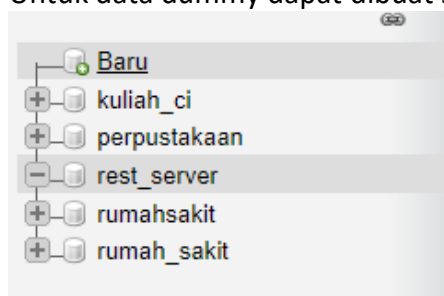 Untuk data dummy dapat dibuat
Baru
kuliah_ci
perpustakaan
rest_server
rumahsakit
rumah_sakit